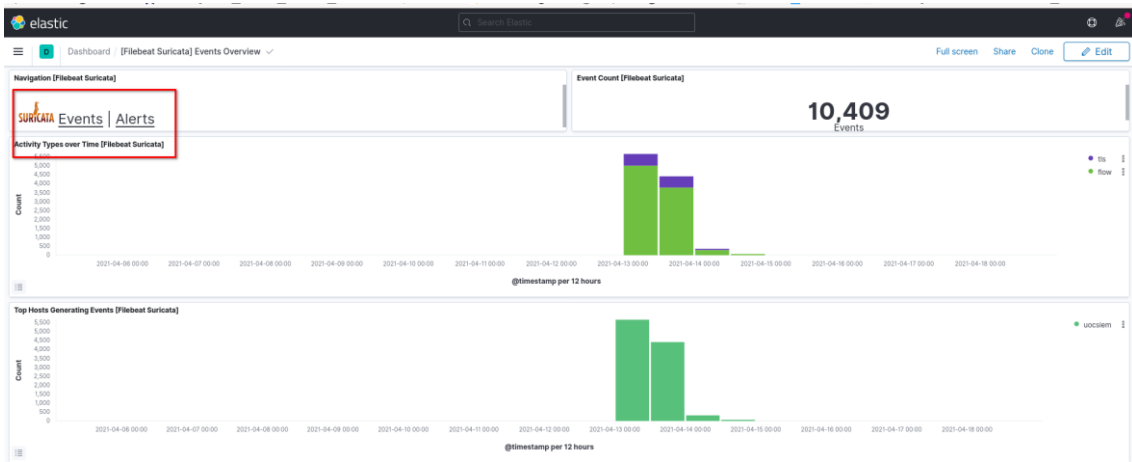 elastic
Search Elastic
D Dashboard / [Filebeat Suricata] Events Overview
Full screen Share Clone Edit
Navigation [Filebeat Suricata]
SURICATA Events | Alerts
Event Count [Filebeat Suricata]
10,409
Events
Activity Types over Time [Filebeat Suricata]
5,000
4,500
4,000
3,500
3,000
2,500
2,000
1,500
1,000
500
0
Count
2021-04-06 00:00 2021-04-07 00:00 2021-04-08 00:00 2021-04-09 00:00 2021-04-10 00:00 2021-04-11 00:00 2021-04-12 00:00 2021-04-13 00:00 2021-04-14 00:00 2021-04-15 00:00 2021-04-16 00:00 2021-04-17 00:00 2021-04-18 00:00
@timestamp per 12 hours
tls
flow
Top Hosts Generating Events [Filebeat Suricata]
5,500
5,000
4,500
4,000
3,500
3,000
2,500
2,000
1,500
1,000
500
0
Count
2021-04-06 00:00 2021-04-07 00:00 2021-04-08 00:00 2021-04-09 00:00 2021-04-10 00:00 2021-04-11 00:00 2021-04-12 00:00 2021-04-13 00:00 2021-04-14 00:00 2021-04-15 00:00 2021-04-16 00:00 2021-04-17 00:00 2021-04-18 00:00
@timestamp per 12 hours
uocsiem